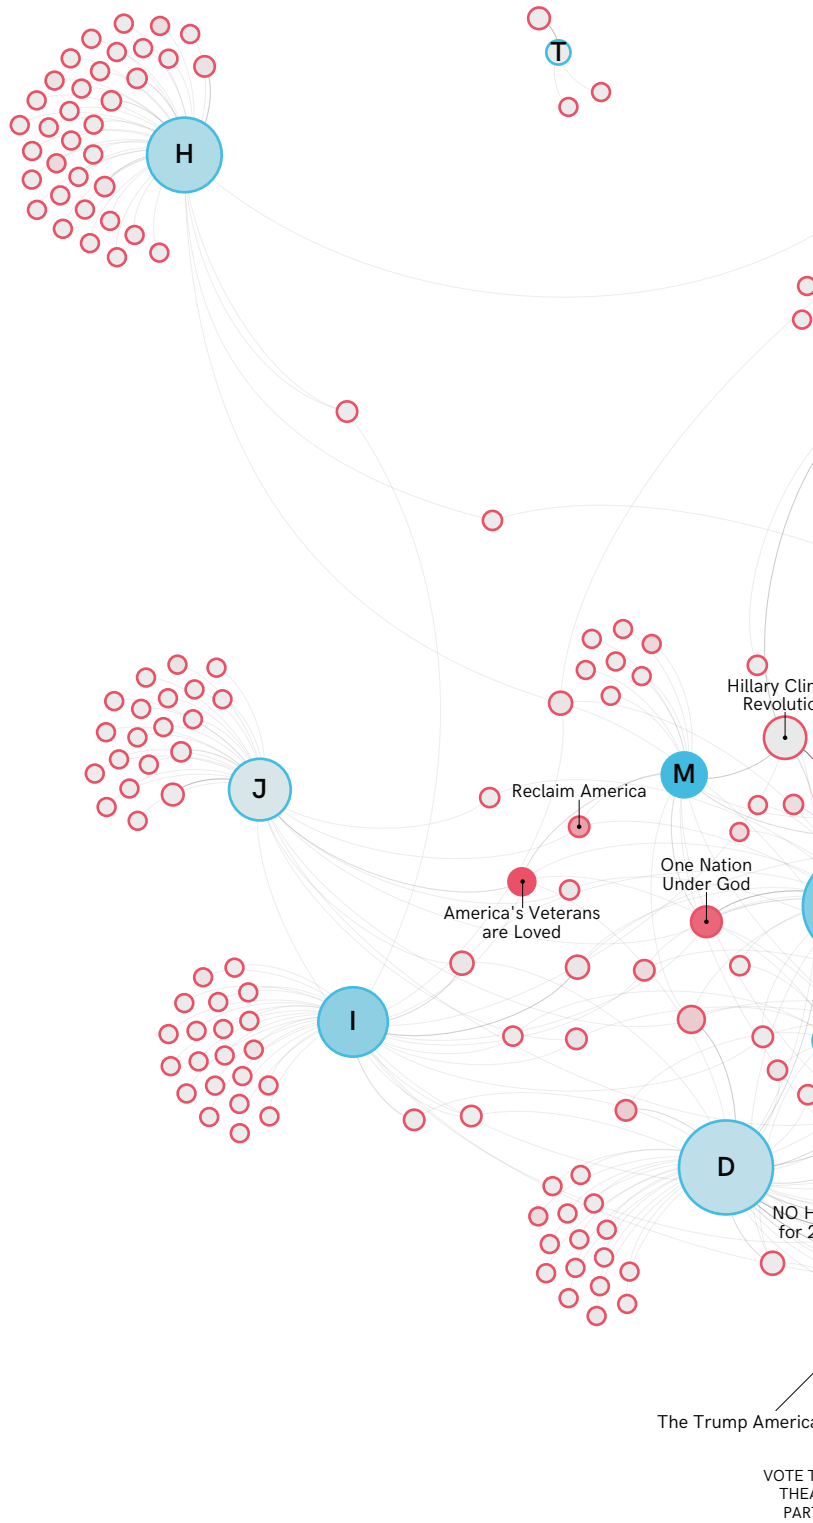 T
H
Hillary Clin
Revolutio
M
J
Reclaim America
One Nation
Under God
America's Veterans
are Loved
I
D
NO H
for 2
The Trump America
VOTE T
THEA
PART